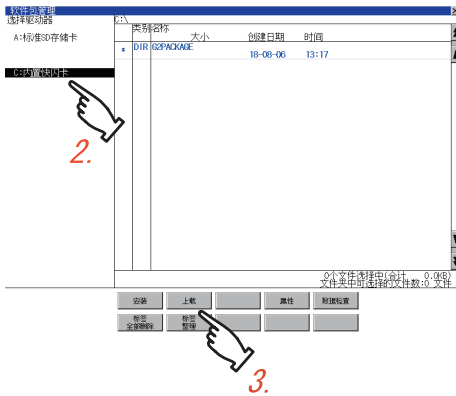 软件包管理
选择驱动器
C:\
类别 名称
大小 创建日期 时间
A:标准SD存储卡
* DIR G2PACKAGE
18-08-06 13:17
C:内置快闪卡
2.
0个文件选择中(合计 0.0KB)
文件夹中可选择的文件数:0 文件
安装 上载 属性 数据检查
标签
全部删除
标签
整理
3.